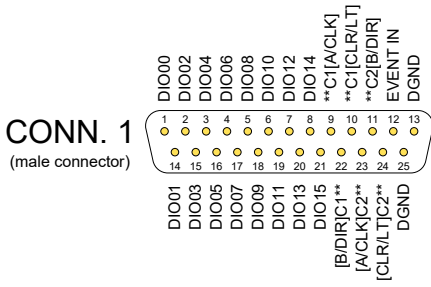 DIO00
DIO02
DIO04
DIO06
DIO08
DIO10
DIO12
DIO14
**C1[A/CLK]
**C1[CLR/LT]
**C2[B/DIR]
EVENT IN
DGND
CONN. 1
(male connector)
1 2 3 4 5 6 7 8 9 10 11 12 13
14 15 16 17 18 19 20 21 22 23 24 25
DIO01
DIO03
DIO05
DIO07
DIO09
DIO11
DIO13
DIO15
[B/DIR]C1**
[A/CLK]C2**
[CLR/LT]C2**
DGND